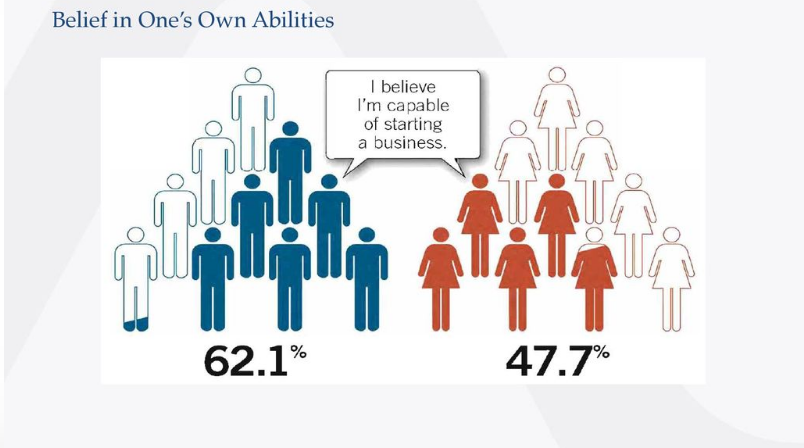 Belief in One's Own Abilities
I believe
I'm capable
of starting
a business.
62.1%
47.7%